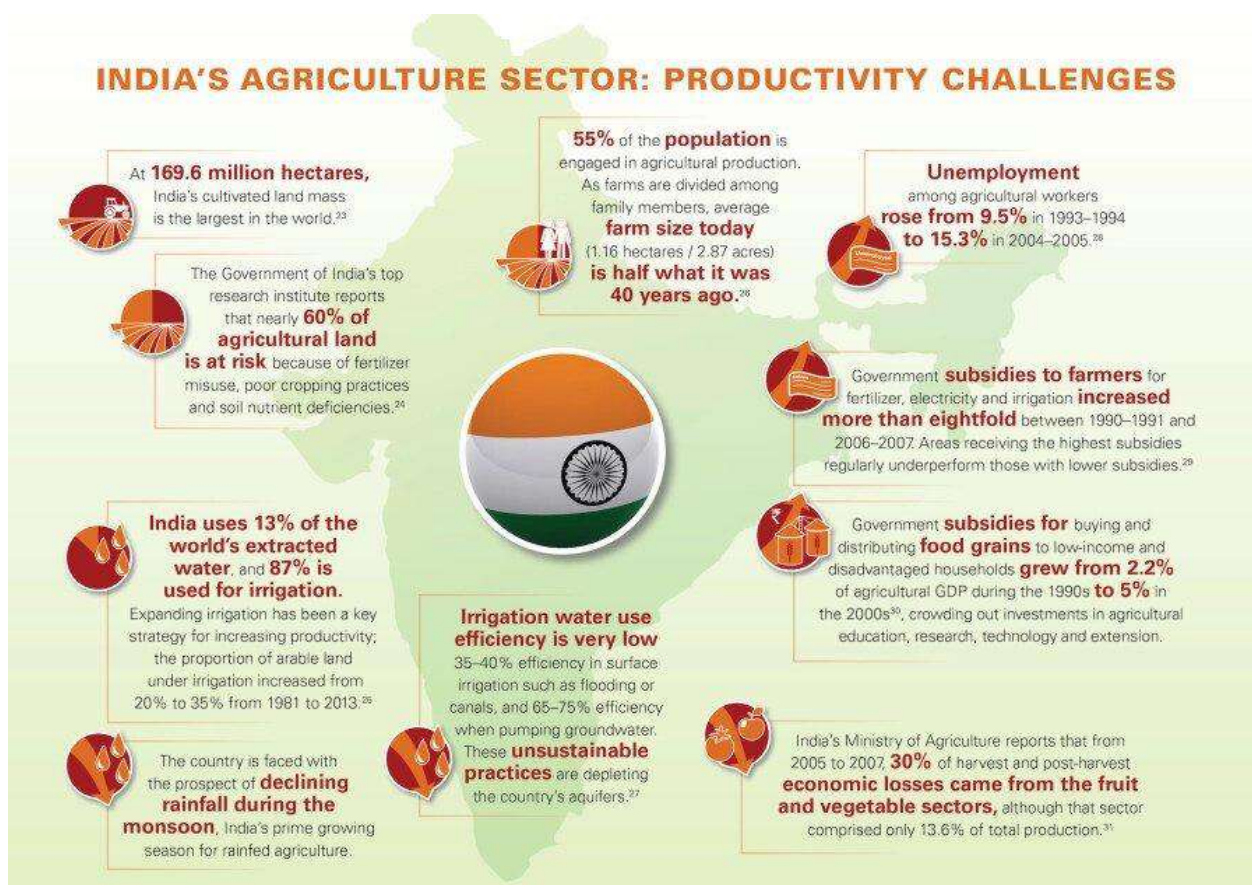 INDIA'S AGRICULTURE SECTOR: PRODUCTIVITY CHALLENGES
At 169.6 million hectares,
India's cultivated land mass
is the largest in the world.²³
The Government of India's top
research institute reports
that nearly 60% of
agricultural land
is at risk because of fertilizer
misuse, poor cropping practices
and soil nutrient deficiencies.²⁴
India uses 13% of the
world's extracted
water, and 87% is
used for irrigation.
Expanding irrigation has been a key
strategy for increasing productivity;
the proportion of arable land
under irrigation increased from
20% to 35% from 1981 to 2013.²⁵
The country is faced with
the prospect of declining
rainfall during the
monsoon, India's prime growing
season for rainfed agriculture.
55% of the population is
engaged in agricultural production.
As farms are divided among
family members, average
farm size today
(1.16 hectares / 2.87 acres)
is half what it was
40 years ago.²⁶
Irrigation water use
efficiency is very low
35–40% efficiency in surface
irrigation such as flooding or
canals, and 65–75% efficiency
when pumping groundwater.
These unsustainable
practices are depleting
the country's aquifers.²⁷
Unemployment
among agricultural workers
rose from 9.5% in 1993–1994
to 15.3% in 2004–2005.²⁸
Unemployed
Government subsidies to farmers for
fertilizer, electricity and irrigation increased
more than eightfold between 1990–1991 and
2006–2007. Areas receiving the highest subsidies
regularly underperform those with lower subsidies.²⁹
₹
Government subsidies for buying and
distributing food grains to low-income and
disadvantaged households grew from 2.2%
of agricultural GDP during the 1990s to 5% in
the 2000s³⁰, crowding out investments in agricultural
education, research, technology and extension.
India's Ministry of Agriculture reports that from
2005 to 2007, 30% of harvest and post-harvest
economic losses came from the fruit
and vegetable sectors, although that sector
comprised only 13.6% of total production.³¹